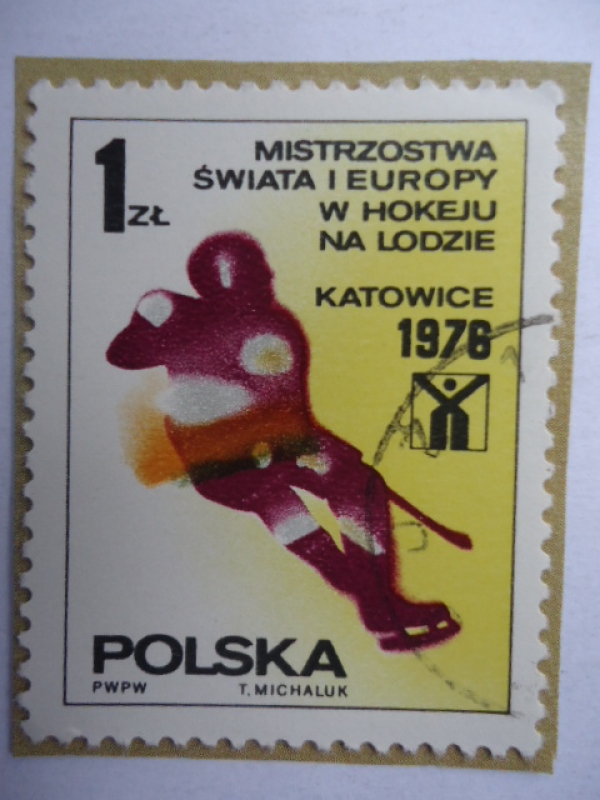 1 ZŁ
MISTRZOSTWA
ŚWIATA I EUROPY
W HOKEJU
NA LODZIE
KATOWICE
1976
POLSKA
PWPW T. MICHALUK